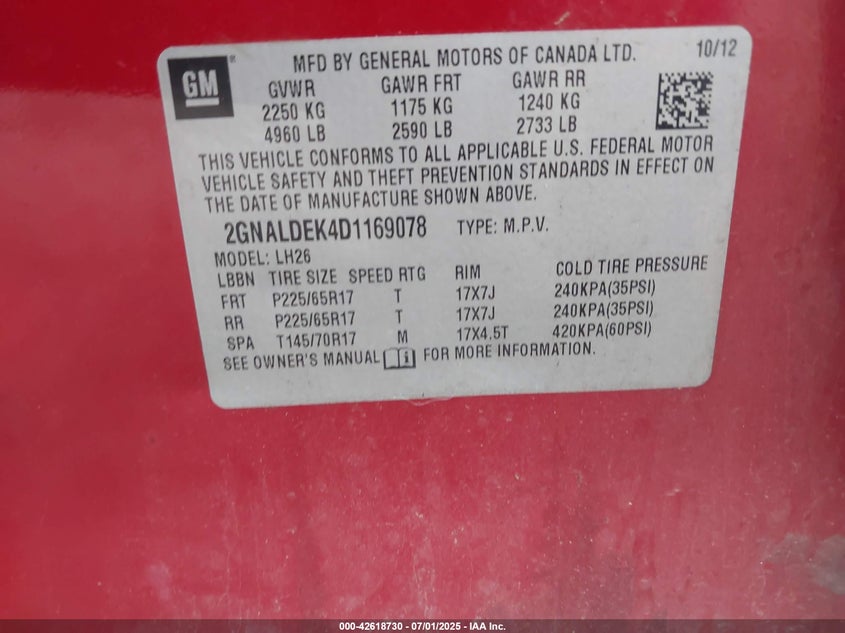 GM®
MFD BY GENERAL MOTORS OF CANADA LTD. 10/12
GVWR GAWR FRT GAWR RR
2250 KG 1175 KG 1240 KG
4960 LB 2590 LB 2733 LB
THIS VEHICLE CONFORMS TO ALL APPLICABLE U.S. FEDERAL MOTOR
VEHICLE SAFETY AND THEFT PREVENTION STANDARDS IN EFFECT ON
THE DATE OF MANUFACTURE SHOWN ABOVE.
2GNALDEK4D1169078 TYPE: M.P.V.
MODEL: LH26
LBBN TIRE SIZE SPEED RTG RIM COLD TIRE PRESSURE
FRT P225/65R17 T 17X7J 240KPA(35PSI)
RR P225/65R17 T 17X7J 240KPA(35PSI)
SPA T145/70R17 M 17X4.5T 420KPA(60PSI)
SEE OWNER'S MANUAL FOR MORE INFORMATION.
000-42618730 - 07/01/2025 - IAA Inc.